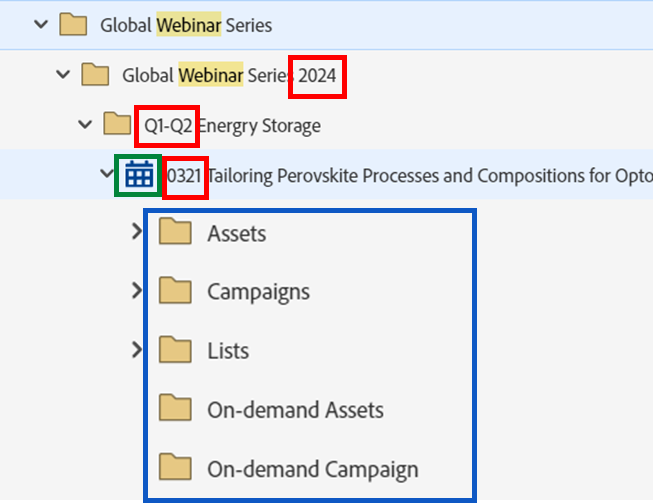 Global Webinar Series
Global Webinar Series 2024
Q1-Q2 Energry Storage
0321 Tailoring Perovskite Processes and Compositions for Opto
Assets
Campaigns
Lists
On-demand Assets
On-demand Campaign